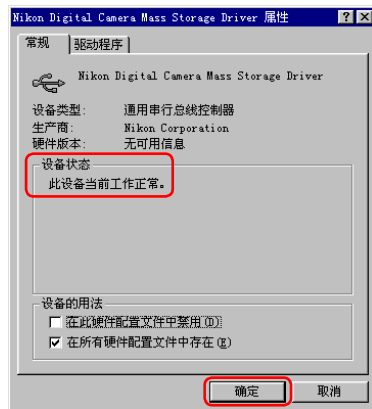 Nikon Digital Camera Mass Storage Driver 属性
常规 驱动程序
Nikon Digital Camera Mass Storage Driver
设备类型: 通用串行总线控制器
生产商: Nikon Corporation
硬件版本: 无可用信息
设备状态
此设备当前工作正常。
设备的用法
在此硬件配置文件中禁用(D)
在所有硬件配置文件中存在(E)
确定 取消